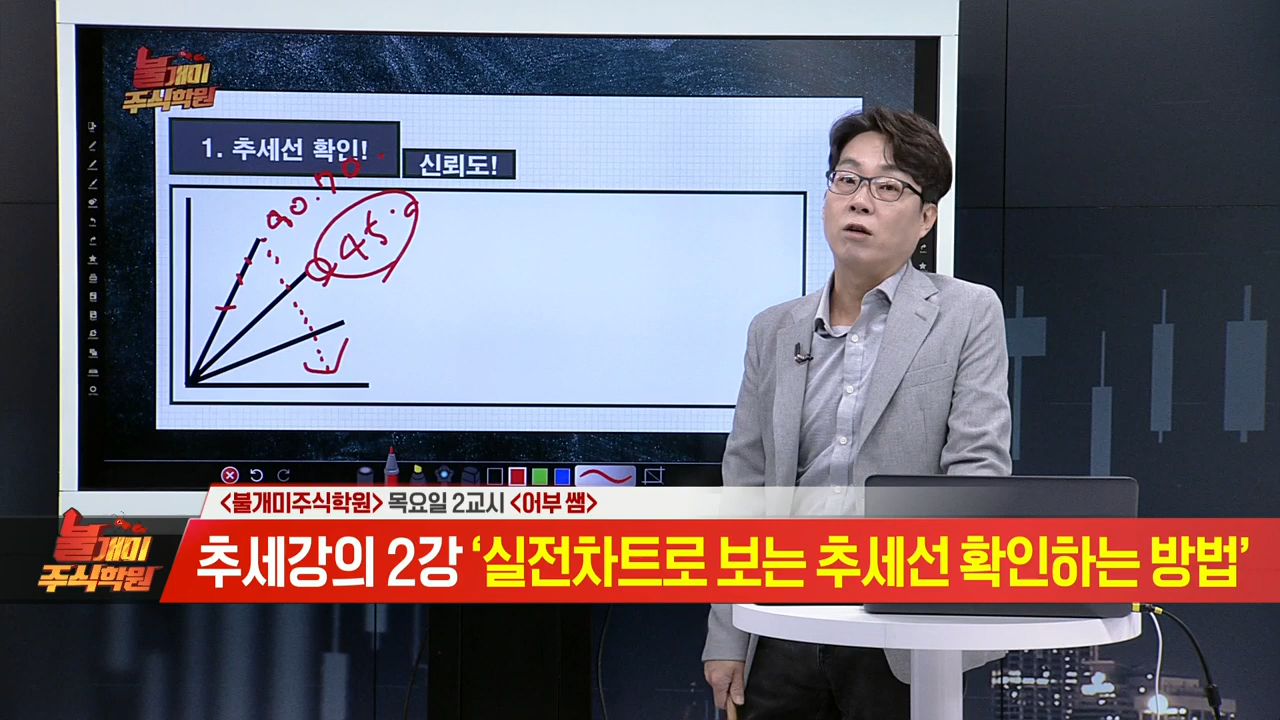 불개미
주식학원
1. 추세선 확인!
신뢰도!
90.70
45.0
<불개미주식학원> 목요일 2교시 <어부 쌤>
불개미
주식학원
추세강의 2강 ‘실전차트로 보는 추세선 확인하는 방법’